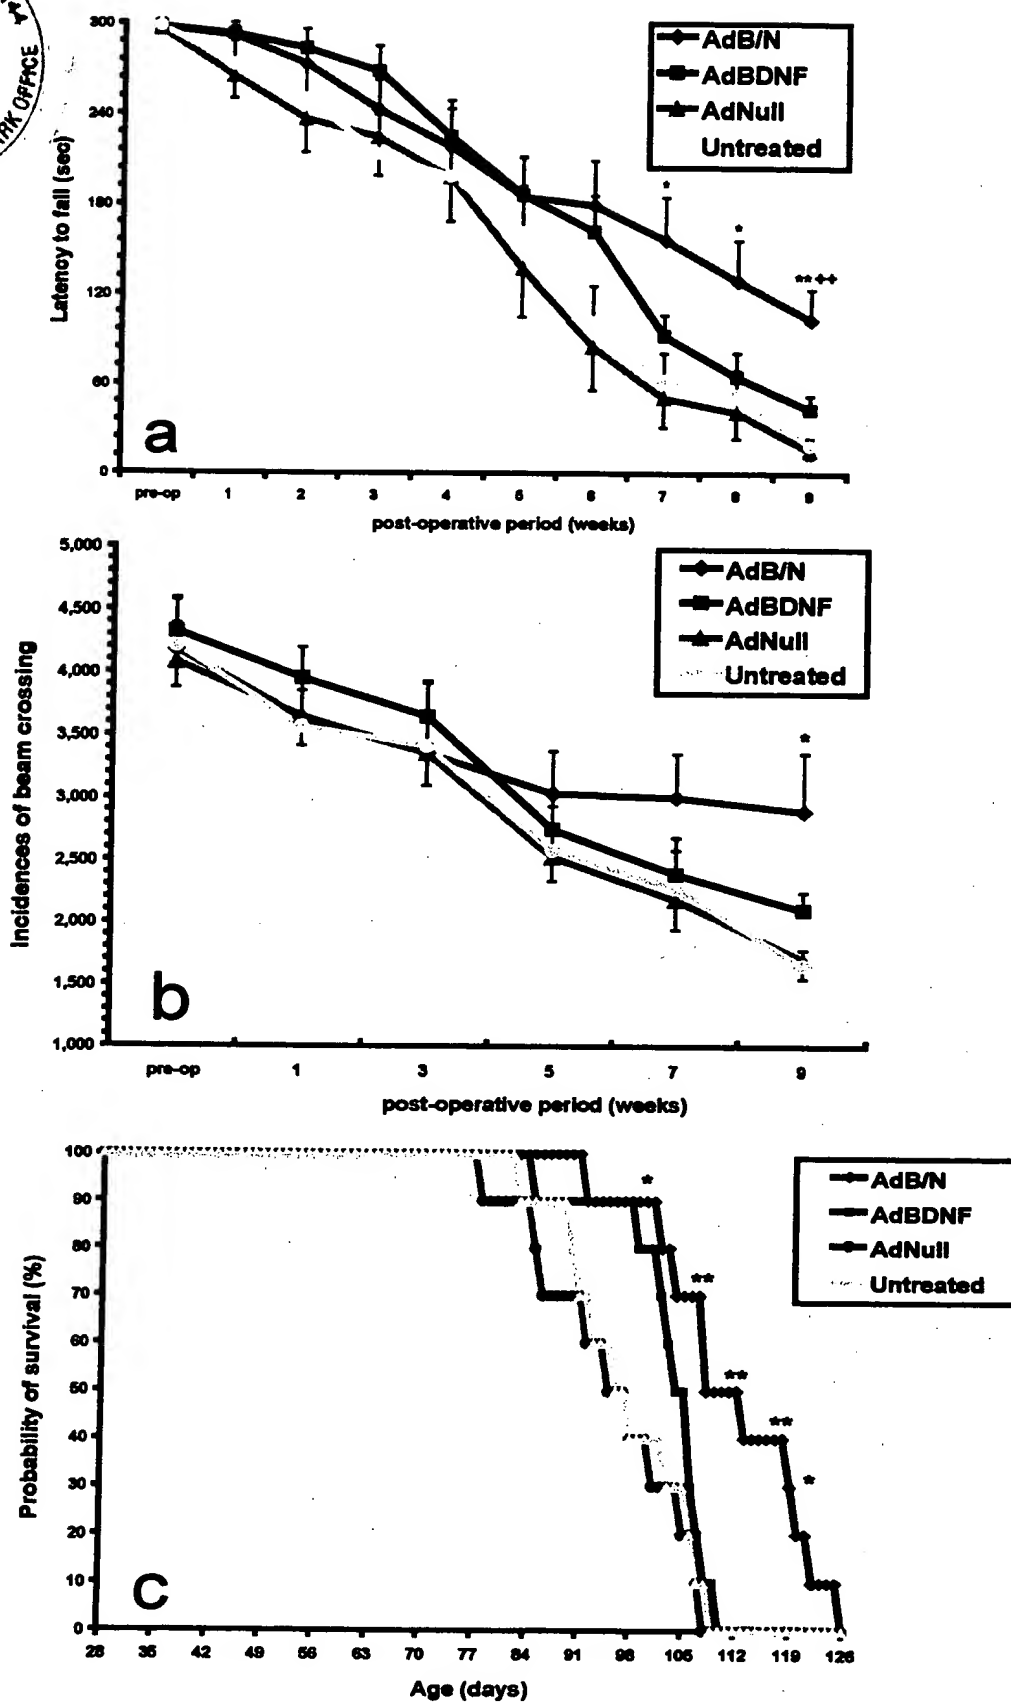 RK OFFICE
300
240
180
120
60
0
Latency to fall (sec)
AdB/N
AdBDNF
AdNull
Untreated
*
*
**++
a
pre-op 1 2 3 4 5 6 7 8 9
post-operative period (weeks)
5,000
4,500
4,000
3,500
3,000
2,500
2,000
1,500
1,000
Incidences of beam crossing
AdB/N
AdBDNF
AdNull
Untreated
*
b
pre-op 1 3 5 7 9
post-operative period (weeks)
100
90
80
70
60
50
40
30
20
10
0
Probability of survival (%)
AdB/N
AdBDNF
AdNull
Untreated
*
**
**
**
*
c
28 35 42 49 56 63 70 77 84 91 98 105 112 119 126
Age (days)